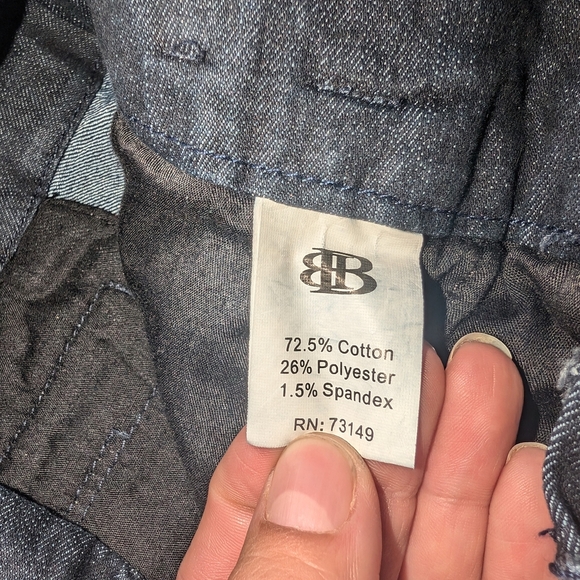 72.5% Cotton
26% Polyester
1.5% Spandex
RN: 73149